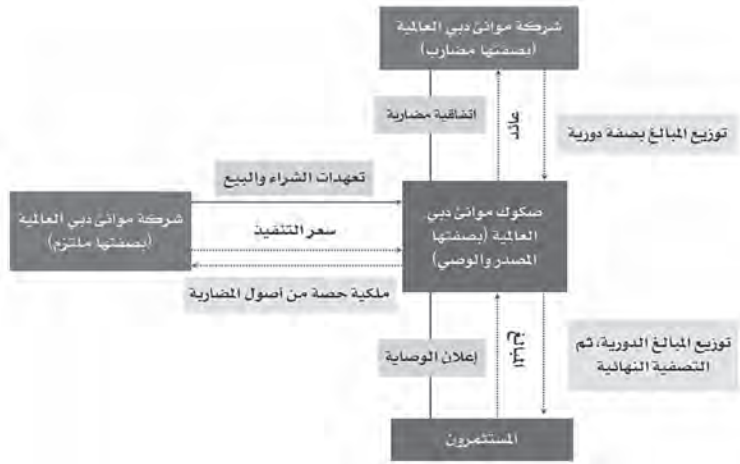 شركة موانئ دبي العالمية
(بصفتها مضارب)
اتفاقية مضاربة
عائد
توزيع المبالغ بصفة دورية
تعهدات الشراء والبيع
شركة موانئ دبي العالمية
(بصفتها ملتزم)
سعر التنفيذ
صكوك موانئ دبي
العالمية (بصفتها
المصدر والوصي)
ملكية حصة من أصول المضاربة
إعلان الوصاية
المبالغ
توزيع المبالغ الدورية، ثم
التصفية النهائية
المستثمرون